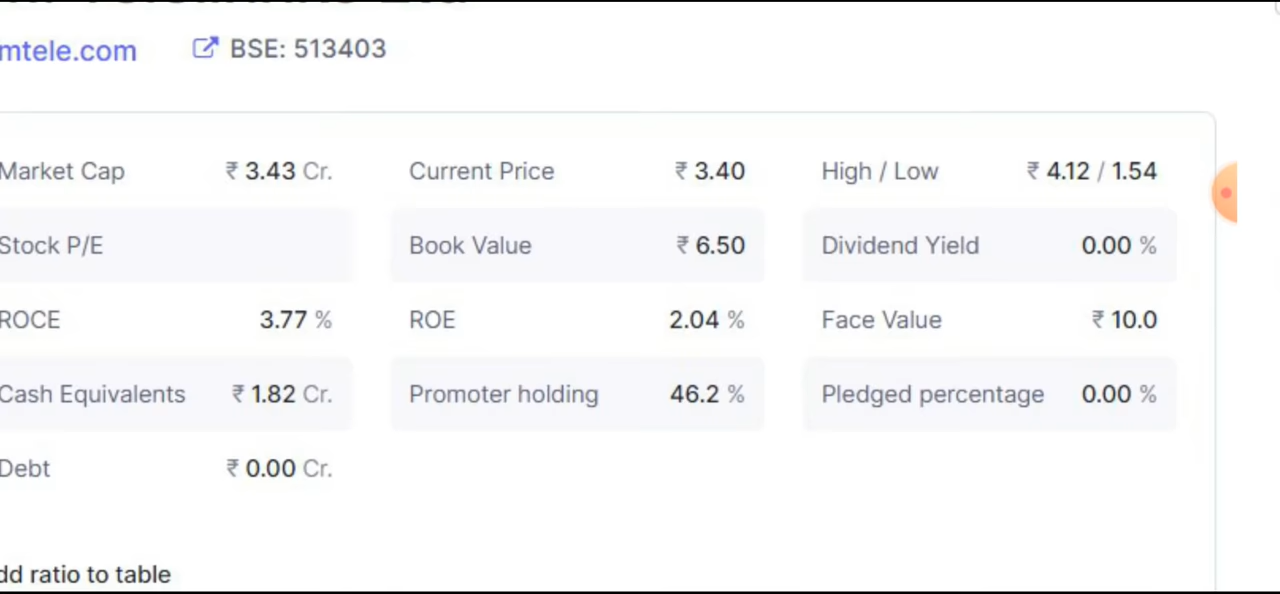 mtele.com BSE: 513403
Market Cap ₹ 3.43 Cr. Current Price ₹ 3.40 High / Low ₹ 4.12 / 1.54
Stock P/E Book Value ₹ 6.50 Dividend Yield 0.00 %
ROCE 3.77 % ROE 2.04 % Face Value ₹ 10.0
Cash Equivalents ₹ 1.82 Cr. Promoter holding 46.2 % Pledged percentage 0.00 %
Debt ₹ 0.00 Cr.
dd ratio to table